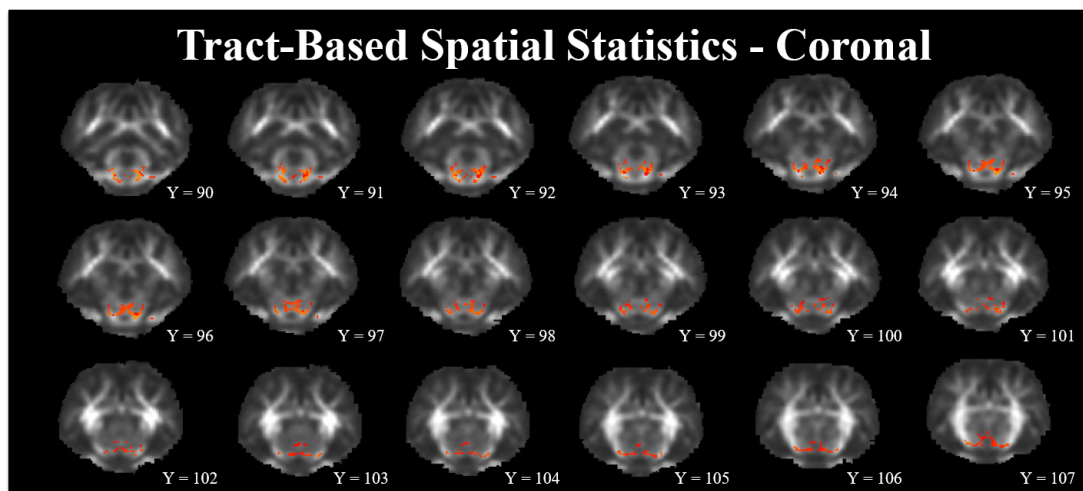 Tract-Based Spatial Statistics - Coronal
Y = 90
Y = 91
Y = 92
Y = 93
Y = 94
Y = 95
Y = 96
Y = 97
Y = 98
Y = 99
Y = 100
Y = 101
Y = 102
Y = 103
Y = 104
Y = 105
Y = 106
Y = 107